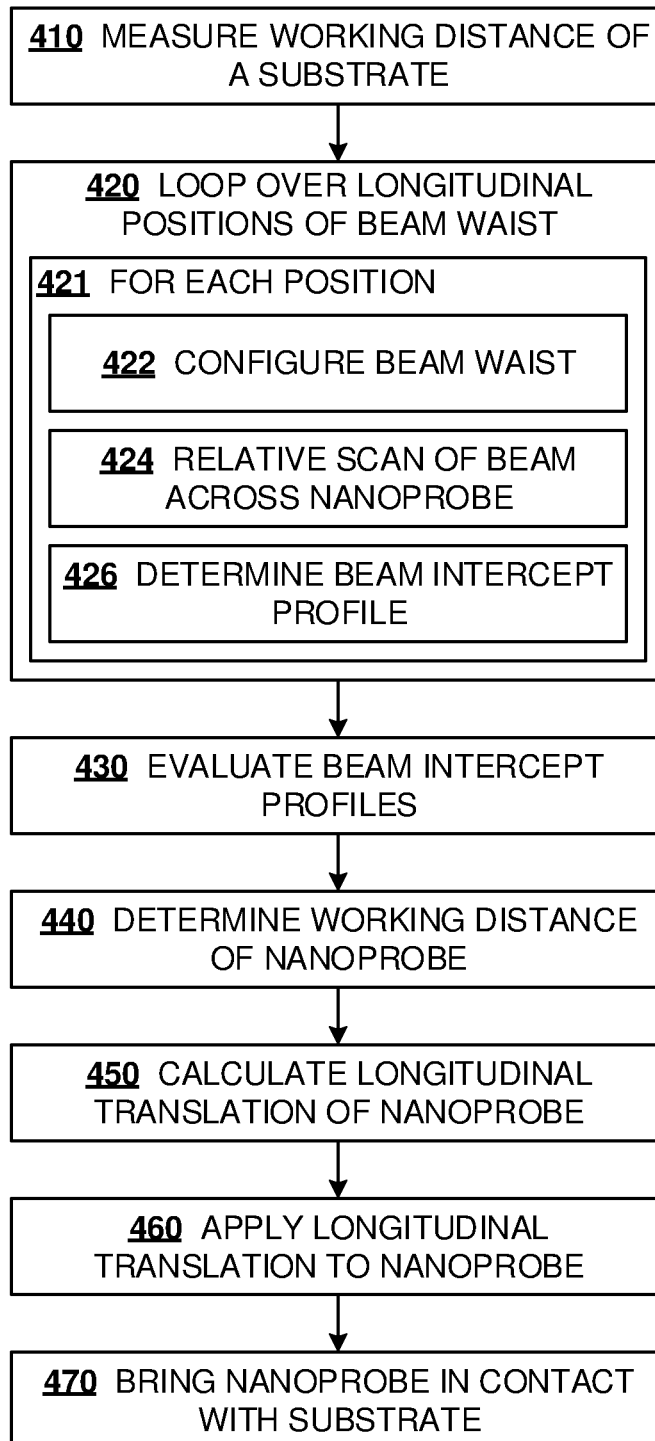 410 MEASURE WORKING DISTANCE OF
A SUBSTRATE
420 LOOP OVER LONGITUDINAL
POSITIONS OF BEAM WAIST
421 FOR EACH POSITION
422 CONFIGURE BEAM WAIST
424 RELATIVE SCAN OF BEAM
ACROSS NANOPROBE
426 DETERMINE BEAM INTERCEPT
PROFILE
430 EVALUATE BEAM INTERCEPT
PROFILES
440 DETERMINE WORKING DISTANCE
OF NANOPROBE
450 CALCULATE LONGITUDINAL
TRANSLATION OF NANOPROBE
460 APPLY LONGITUDINAL
TRANSLATION TO NANOPROBE
470 BRING NANOPROBE IN CONTACT
WITH SUBSTRATE